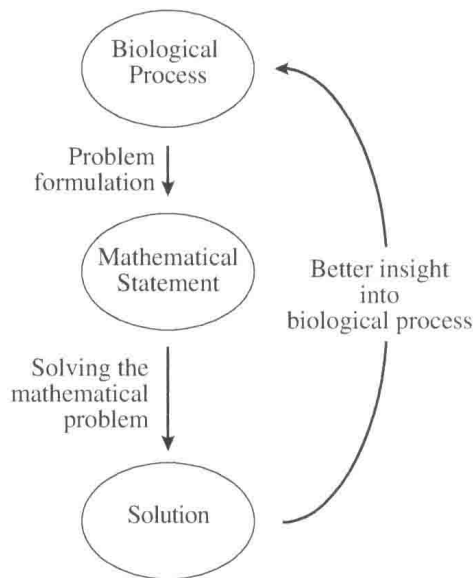 Biological
Process
Problem
formulation
Mathematical
Statement
Better insight
into
biological process
Solving the
mathematical
problem
Solution